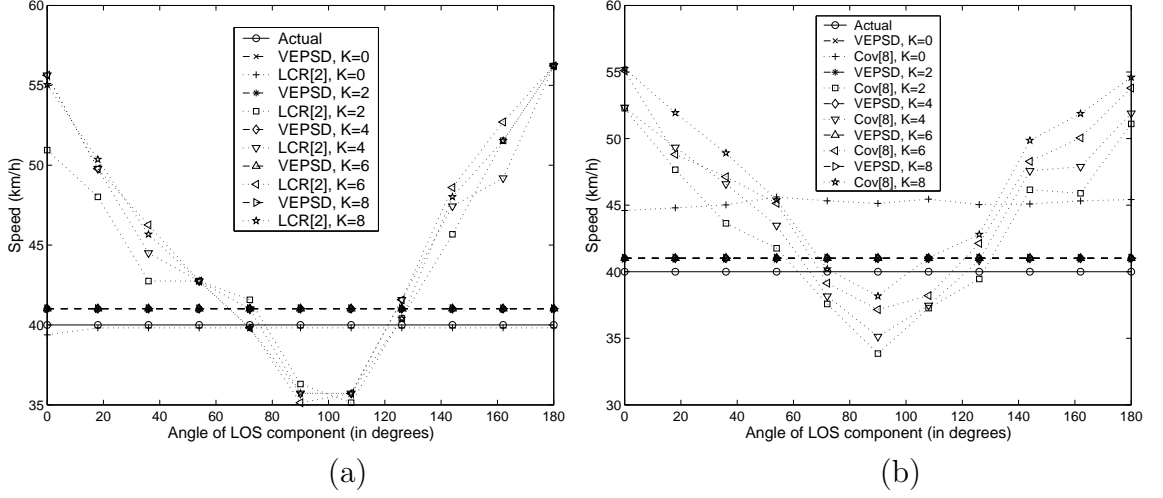 60
55
50
45
40
35
Speed (km/h)
0 20 40 60 80 100 120 140 160 180
Angle of LOS component (in degrees)
Actual
VEPSD, K=0
LCR[2], K=0
VEPSD, K=2
LCR[2], K=2
VEPSD, K=4
LCR[2], K=4
VEPSD, K=6
LCR[2], K=6
VEPSD, K=8
LCR[2], K=8
(a)
60
55
50
45
40
35
30
Speed (km/h)
0 20 40 60 80 100 120 140 160 180
Angle of LOS component (in degrees)
Actual
VEPSD, K=0
Cov[8], K=0
VEPSD, K=2
Cov[8], K=2
VEPSD, K=4
Cov[8], K=4
VEPSD, K=6
Cov[8], K=6
VEPSD, K=8
Cov[8], K=8
(b)